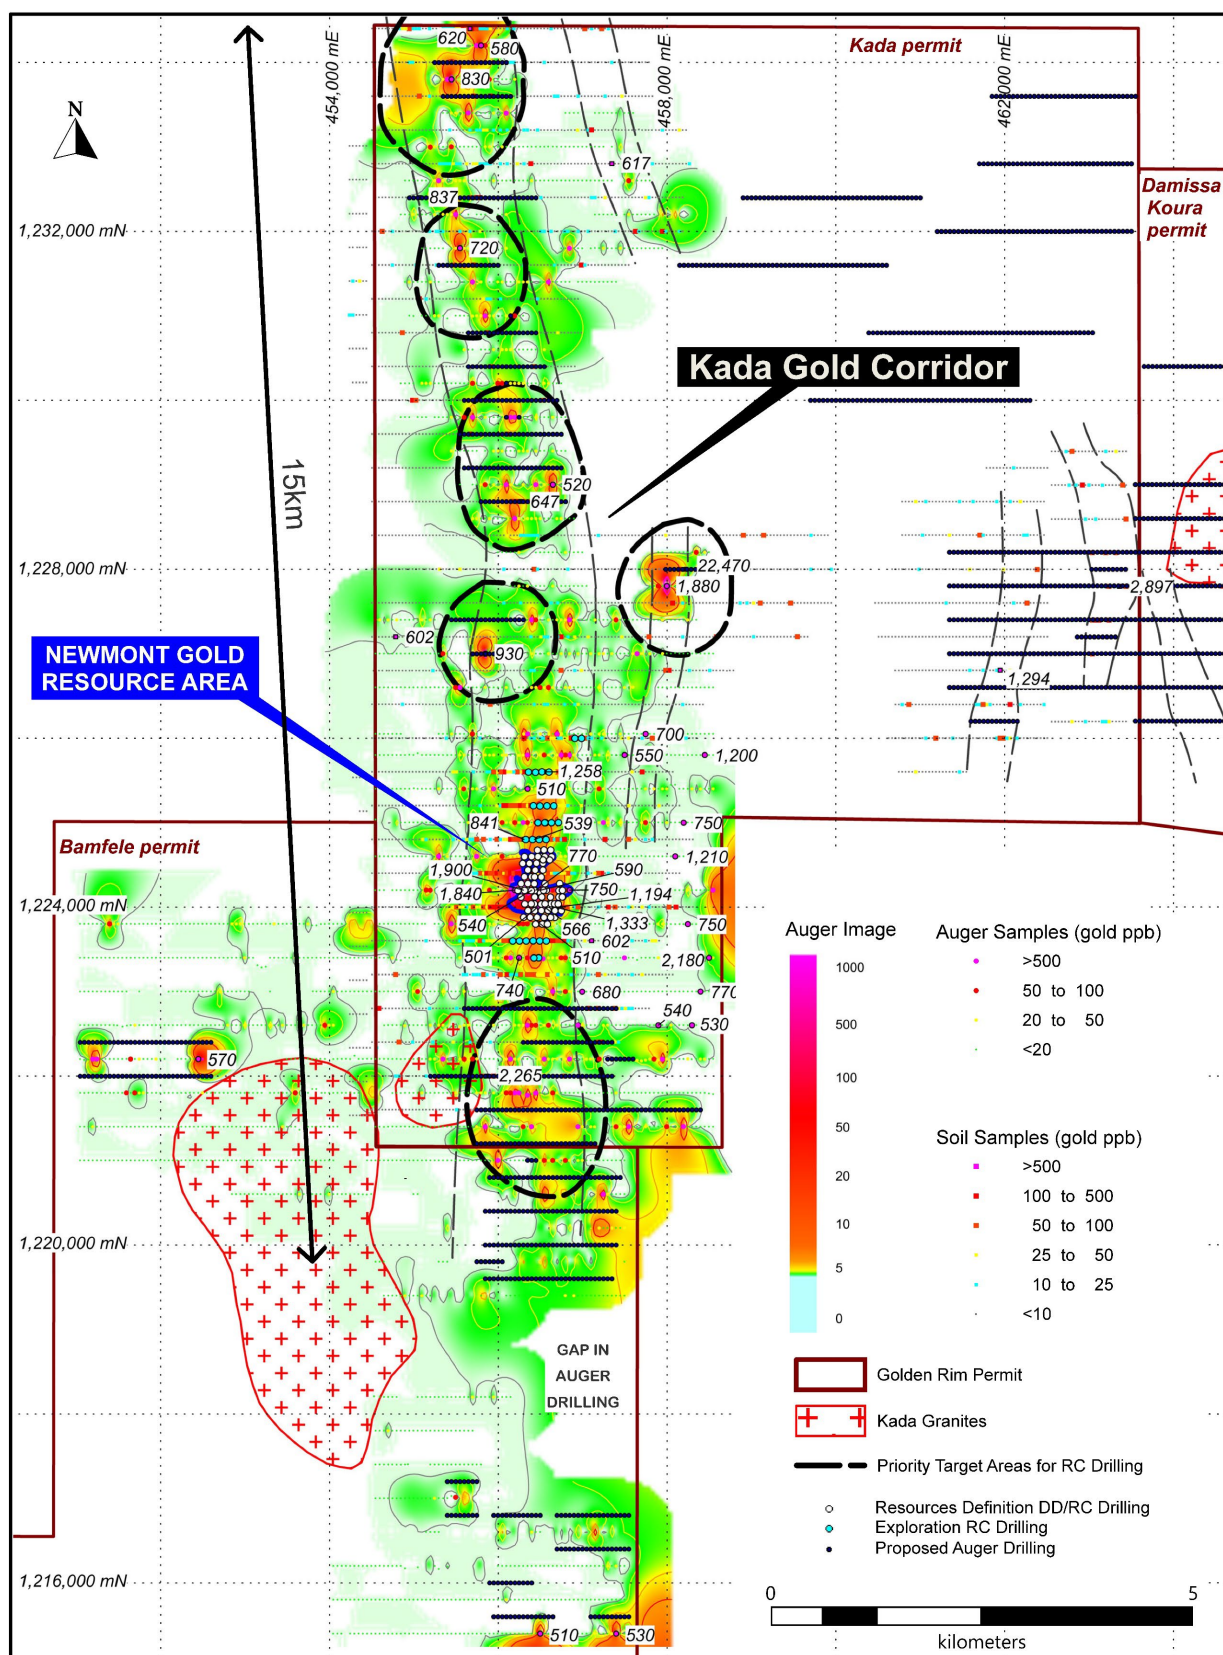 454,000 mE
458,000 mE
462,000 mE
Kada permit
620
580
830
N
617
Damissa
Koura
permit
837
1,232,000 mN
720
Kada Gold Corridor
15km
520
647
1,228,000 mN
22,470
1,880
2,897
602
930
NEWMONT GOLD
RESOURCE AREA
1,294
700
550
1,200
1,258
510
841
539
750
Bamfele permit
770
1,210
1,900
590
1,840
750
1,194
1,224,000 mN
540
1,333
566
750
602
501
510
2,180
740
680
770
540
530
570
2,265
1,220,000 mN
GAP IN
AUGER
DRILLING
1,216,000 mN
510
530
Auger Image
1000
500
100
50
20
10
5
0
Auger Samples (gold ppb)
>500
50 to 100
20 to 50
<20
Soil Samples (gold ppb)
>500
100 to 500
50 to 100
25 to 50
10 to 25
<10
Golden Rim Permit
Kada Granites
Priority Target Areas for RC Drilling
Resources Definition DD/RC Drilling
Exploration RC Drilling
Proposed Auger Drilling
0
5
kilometers